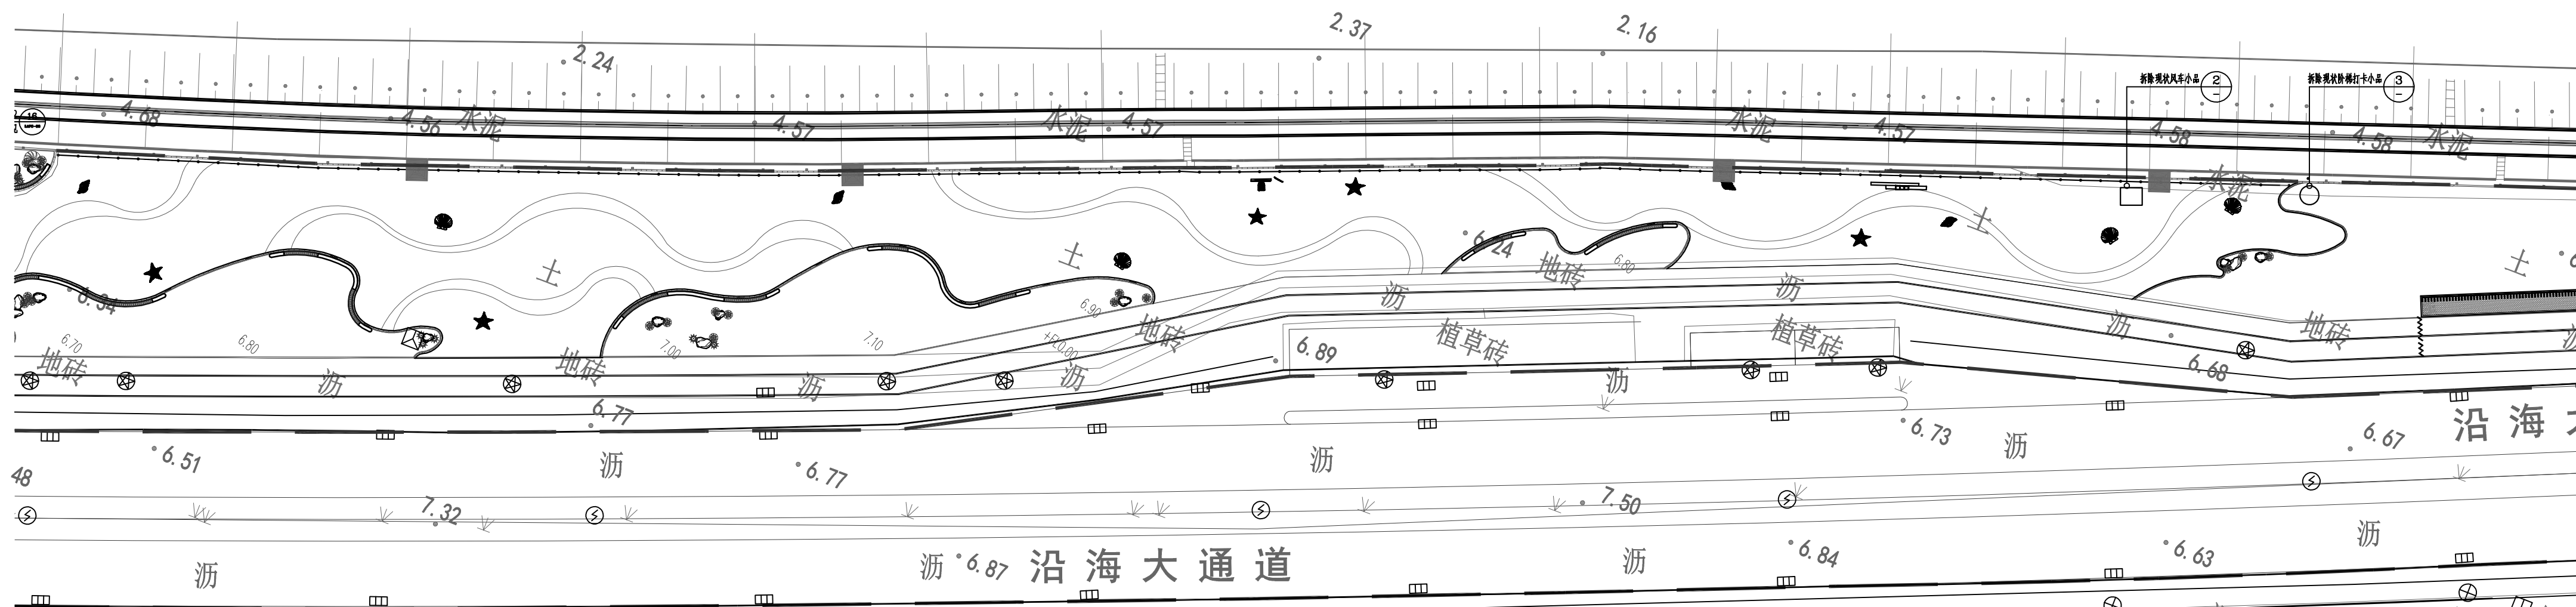 2.37
2.16
2.24
拆除现状风车小品 2
拆除现状阶梯打卡小品 3
16
4.68
4.56
水泥
4.57
水泥
4.57
水泥
4.57
4.58
4.58
水泥
水泥
土
土
土
土
6.24
地砖
6.80
6.34
沥
沥
6.90
6.70
6.80
地砖
地砖
7.00
7.10
+FL0.00
地砖
植草砖
植草砖
沥
地砖
沥
6.89
6.68
沥
沥
沥
沥
6.77
沿海大
6.73
6.67
6.51
沥
6.77
沥
沥
48
7.32
7.50
沥
沥
6.87
沿海大通道
沥
6.84
6.63
沥